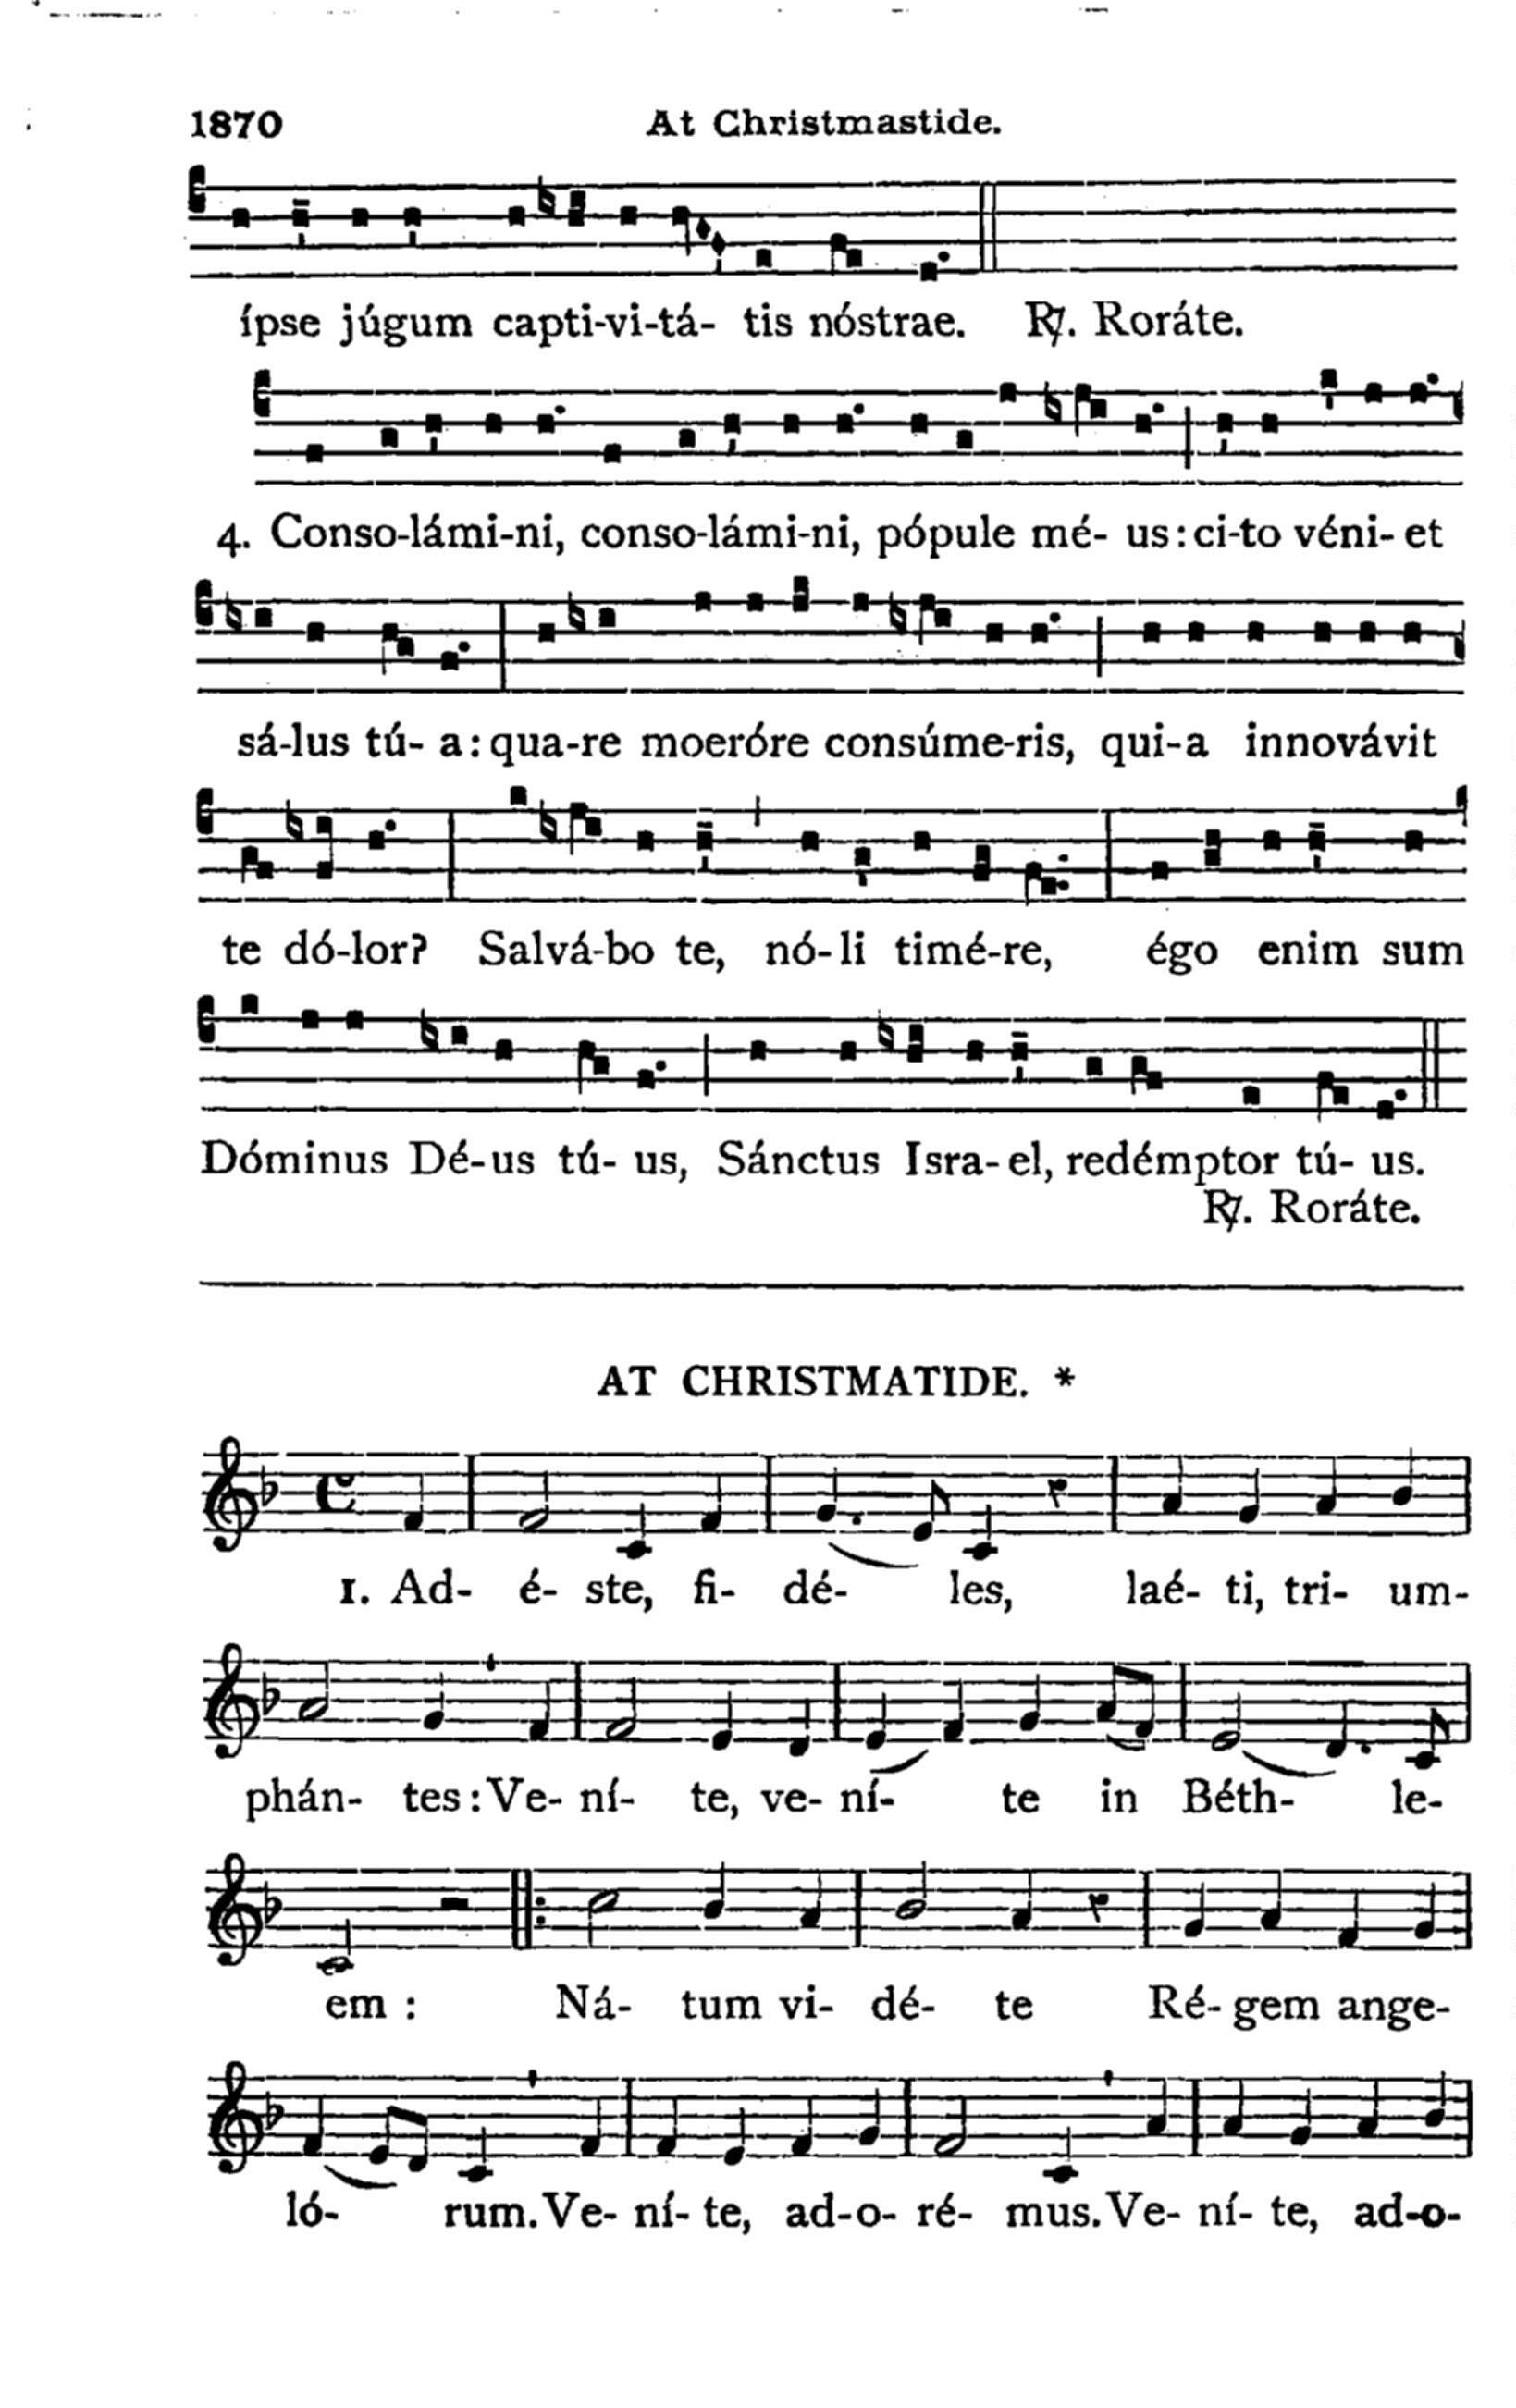 1870 At Christmastide.
ípse júgum capti-vi-tá- tis nóstrae. ℟. Roráte.
4. Conso-lámi-ni, conso-lámi-ni, pópule mé- us: ci-to véni- et
sá-lus tú- a: qua-re moeróre consúme-ris, qui-a innovávit
te dó-lor? Salvá-bo te, nó-li timé-re, égo enim sum
Dóminus Dé-us tú- us, Sánctus Isra- el, redémptor tú- us.
℟. Roráte.
AT CHRISTMATIDE. *
1. Ad- é- ste, fi- dé- les, laé- ti, tri- um-
phán- tes: Ve- ní- te, ve- ní- te in Béth- le-
em : Ná- tum vi- dé- te Ré- gem ange-
ló- rum. Ve- ní- te, ad-o- ré- mus. Ve- ní- te, ad-o-